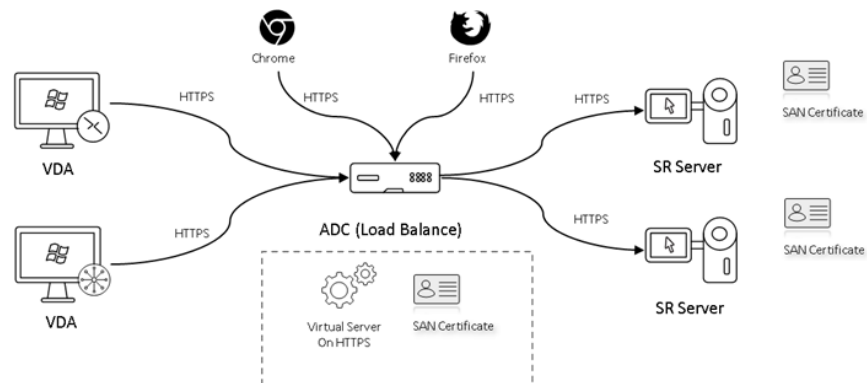 Chrome
Firefox
HTTPS
HTTPS
HTTPS
HTTPS
SAN Certificate
VDA
SR Server
ADC (Load Balance)
HTTPS
HTTPS
SAN Certificate
VDA
SR Server
Virtual Server
On HTTPS
SAN Certificate